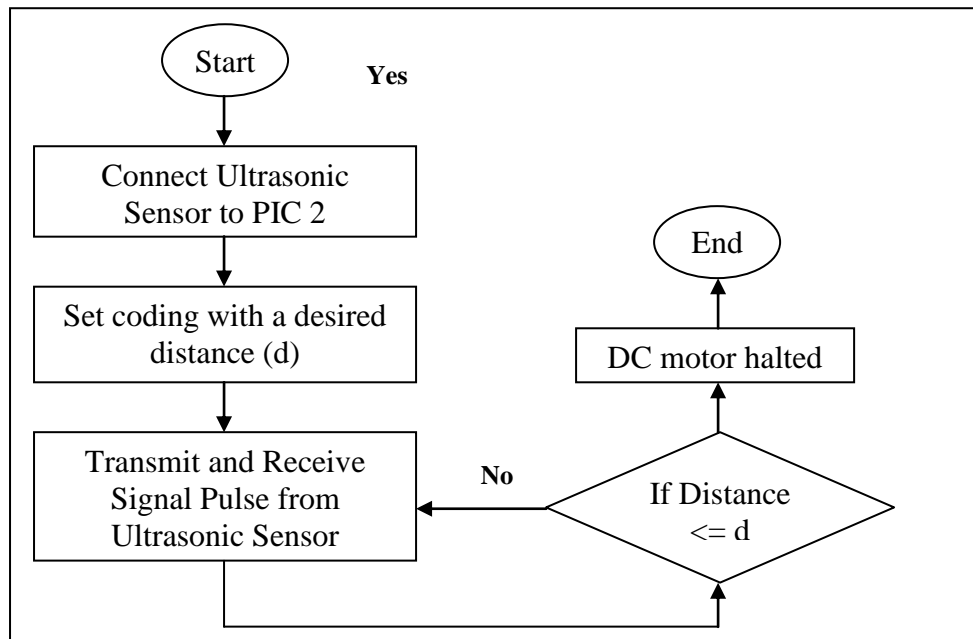 Start
Yes
Connect Ultrasonic
Sensor to PIC 2
Set coding with a desired
distance (d)
Transmit and Receive
Signal Pulse from
Ultrasonic Sensor
No
If Distance
<= d
DC motor halted
End